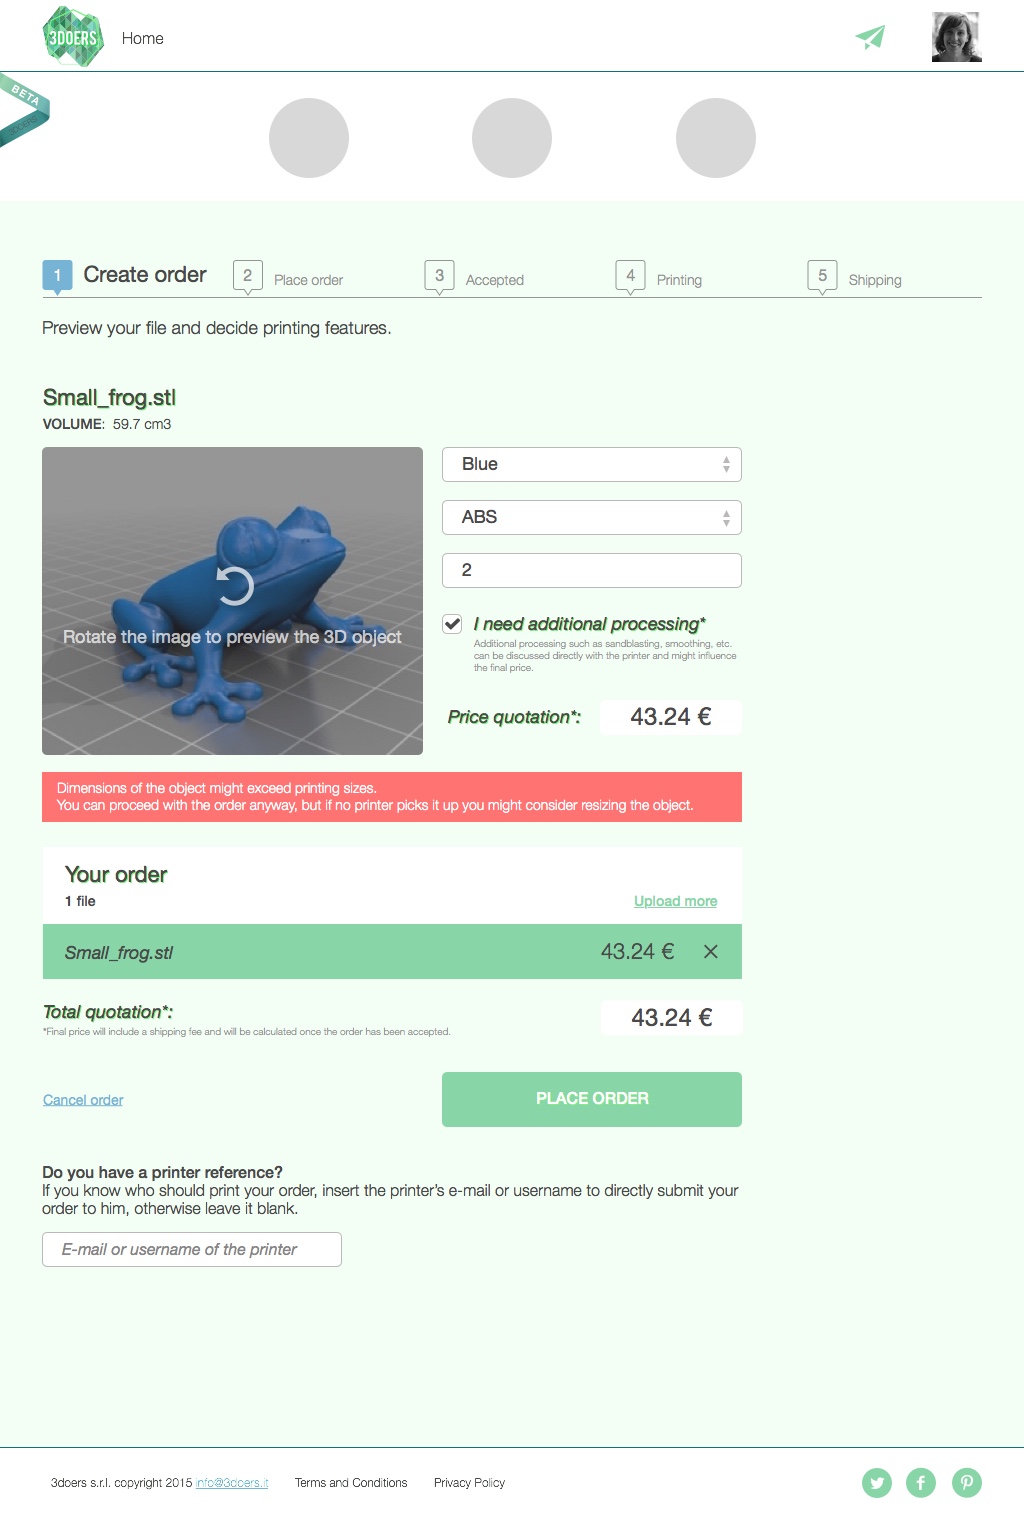 3DOERS
Home
BETA
3DOERS
1 Create order
2 Place order
3 Accepted
4 Printing
5 Shipping
Preview your file and decide printing features.
Small_frog.stl
VOLUME: 59.7 cm3
Blue
ABS
2
Rotate the image to preview the 3D object
I need additional processing*
Additional processing such as sandblasting, smoothing, etc.
can be discussed directly with the printer and might influence
the final price.
Price quotation*: 43.24 €
Dimensions of the object might exceed printing sizes.
You can proceed with the order anyway, but if no printer picks it up you might consider resizing the object.
Your order
1 file
Upload more
Small_frog.stl 43.24 €
Total quotation*: 43.24 €
*Final price will include a shipping fee and will be calculated once the order has been accepted.
Cancel order
PLACE ORDER
Do you have a printer reference?
If you know who should print your order, insert the printer’s e-mail or username to directly submit your
order to him, otherwise leave it blank.
E-mail or username of the printer
3doers s.r.l. copyright 2015 info@3doers.it Terms and Conditions Privacy Policy